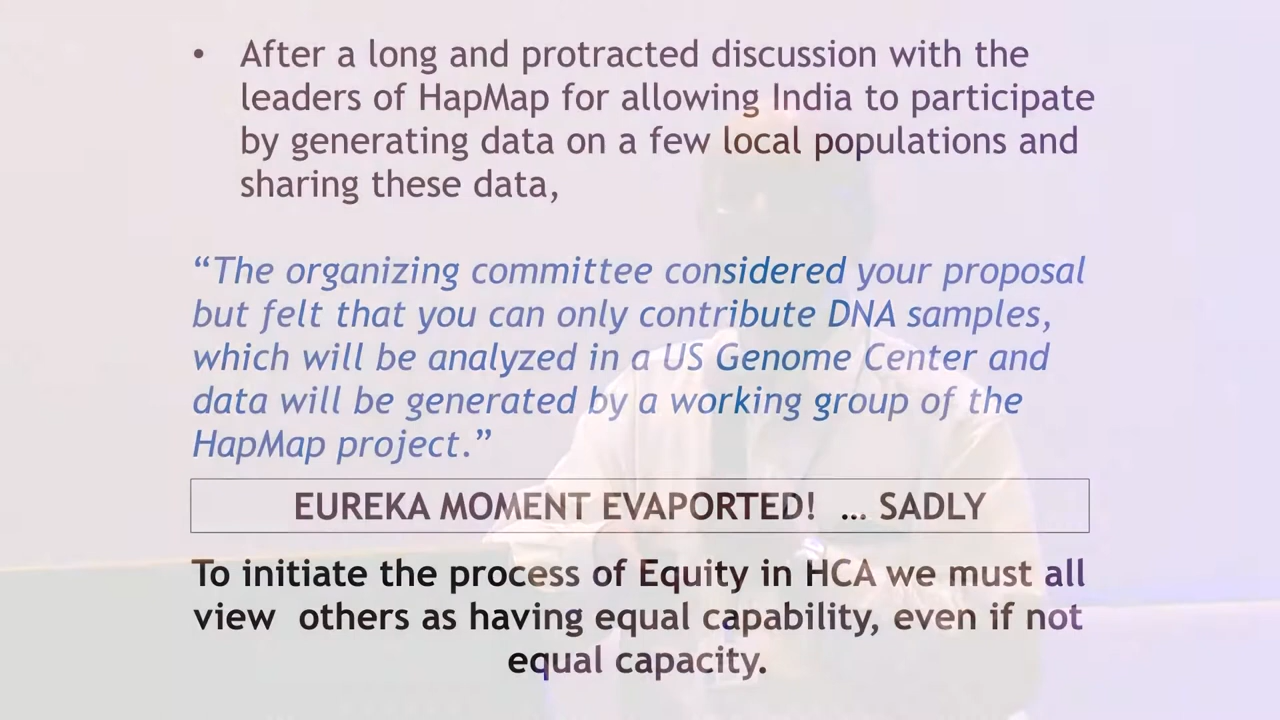 • After a long and protracted discussion with the
leaders of HapMap for allowing India to participate
by generating data on a few local populations and
sharing these data,
“The organizing committee considered your proposal
but felt that you can only contribute DNA samples,
which will be analyzed in a US Genome Center and
data will be generated by a working group of the
HapMap project.”
EUREKA MOMENT EVAPORTED! ... SADLY
To initiate the process of Equity in HCA we must all
view others as having equal capability, even if not
equal capacity.